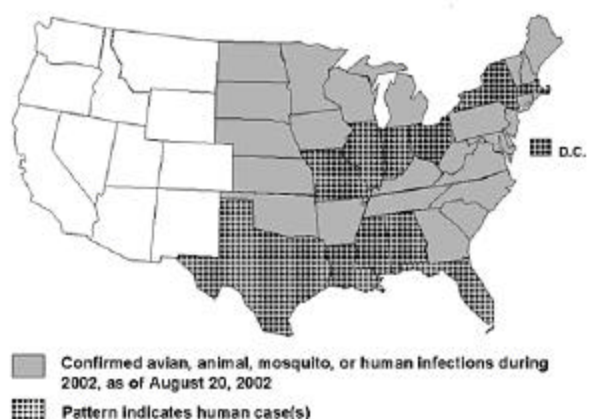 D.C.
Confirmed avian, animal, mosquito, or human infections during
2002, as of August 20, 2002
Pattern indicates human case(s)